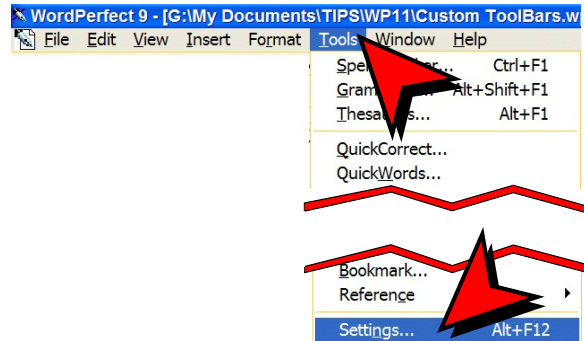 WordPerfect 9 - [G:\My Documents\TIPS\WP11\Custom ToolBars.w
File Edit View Insert Format Tools Window Help
Ctrl+F1
Alt+Shift+F1
Thesaurus... Alt+F1
QuickCorrect...
QuickWords...
Bookmark...
Reference
Settings... Alt+F12